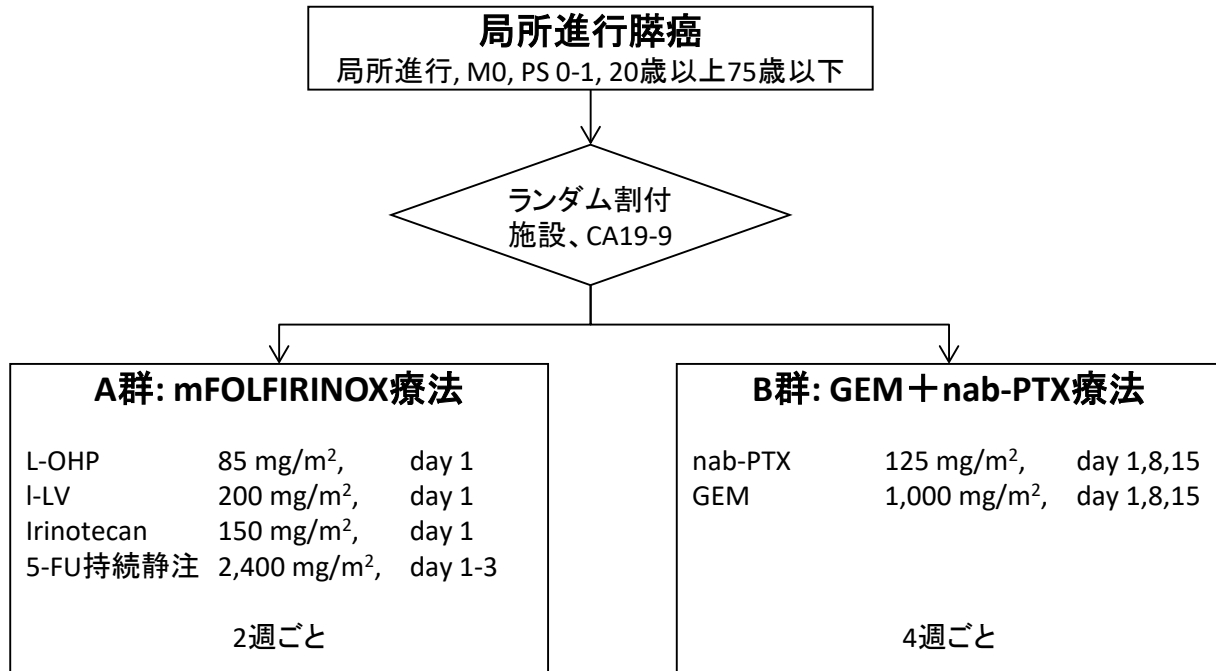 局所進行膵癌
局所進行, M0, PS 0-1, 20歳以上75歳以下
ランダム割付
施設、CA19-9
A群: mFOLFIRINOX療法
L-OHP 85 mg/m², day 1
l-LV 200 mg/m², day 1
Irinotecan 150 mg/m², day 1
5-FU持続静注 2,400 mg/m², day 1-3
2週ごと
B群: GEM＋nab-PTX療法
nab-PTX 125 mg/m², day 1,8,15
GEM 1,000 mg/m², day 1,8,15
4週ごと